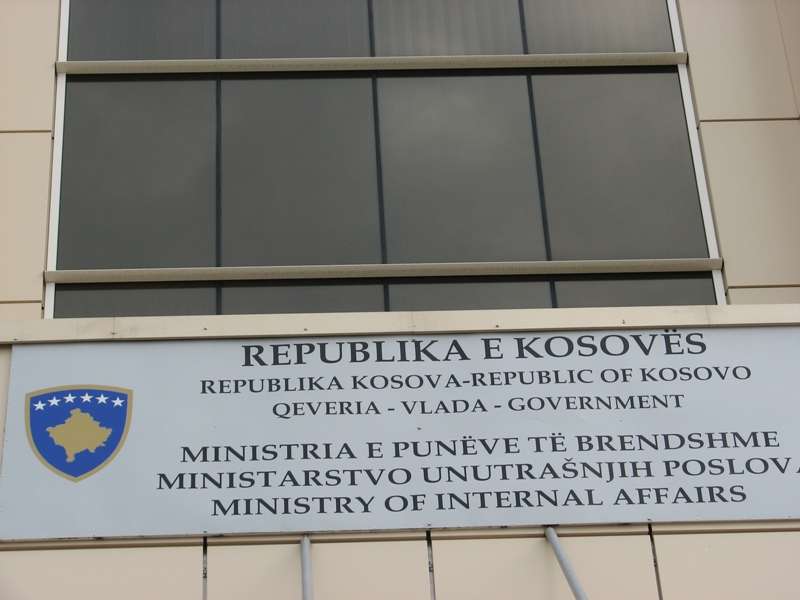 REPUBLIKA E KOSOVËS
REPUBLIKA KOSOVA-REPUBLIC OF KOSOVO
QEVERIA - VLADA - GOVERNMENT
MINISTRIA E PUNËVE TË BRENDSHME
MINISTARSTVO UNUTRAŠNJIH POSLOVA
MINISTRY OF INTERNAL AFFAIRS